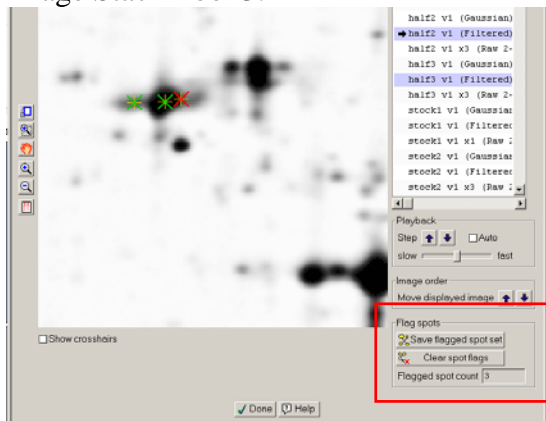 half2 v1 (Gaussian)
half2 v1 (Filtered)
half2 v1 x3 (Raw 2-
half3 v1 (Gaussian)
half3 v1 (Filtered)
half3 v1 x3 (Raw 2-
stock1 v1 (Gaussian
stock1 v1 (Filtered
stock1 v1 x1 (Raw 2
stock2 v1 (Gaussian
stock2 v1 (Filtered
stock2 v1 x3 (Raw 2
Playback
Step Auto
slow fast
Image order
Move displayed image
Flag spots
Save flagged spot set
Clear spot flags
Flagged spot count 3
Show crosshairs
Done Help